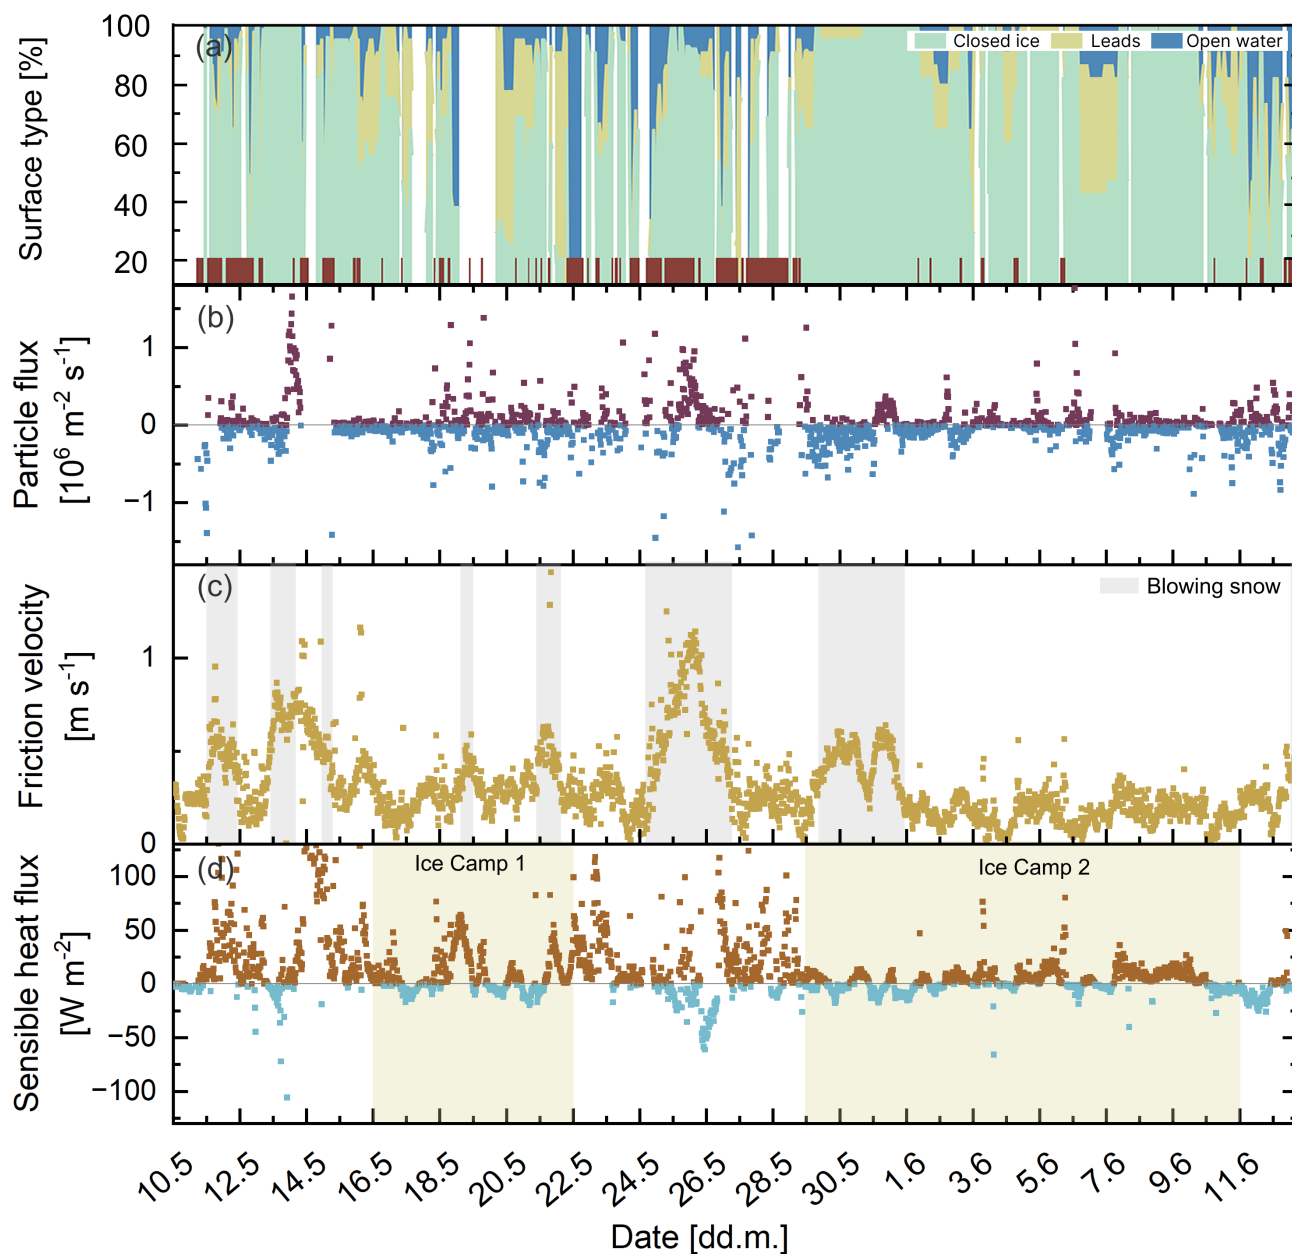 (a)
Closed ice Leads Open water
Surface type [%]
100
80
60
40
20
(b)
Particle flux
[10⁶ m⁻² s⁻¹]
1
0
−1
(c)
Blowing snow
Friction velocity
[m s⁻¹]
1
0
(d)
Ice Camp 1
Ice Camp 2
Sensible heat flux
[W m⁻²]
100
50
0
−50
−100
10.5 12.5 14.5 16.5 18.5 20.5 22.5 24.5 26.5 28.5 30.5 1.6 3.6 5.6 7.6 9.6 11.6
Date [dd.m.]